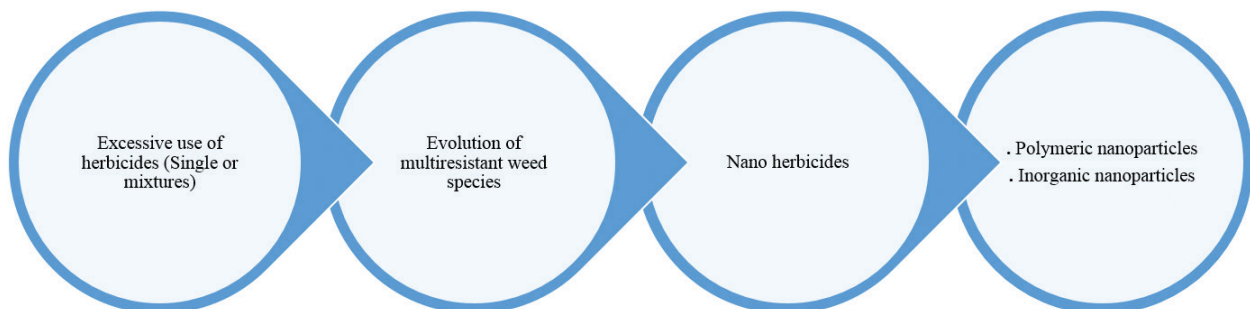 Excessive use of
herbicides (Single or
mixtures)
Evolution of
multiresistant weed
species
Nano herbicides
. Polymeric nanoparticles
. Inorganic nanoparticles